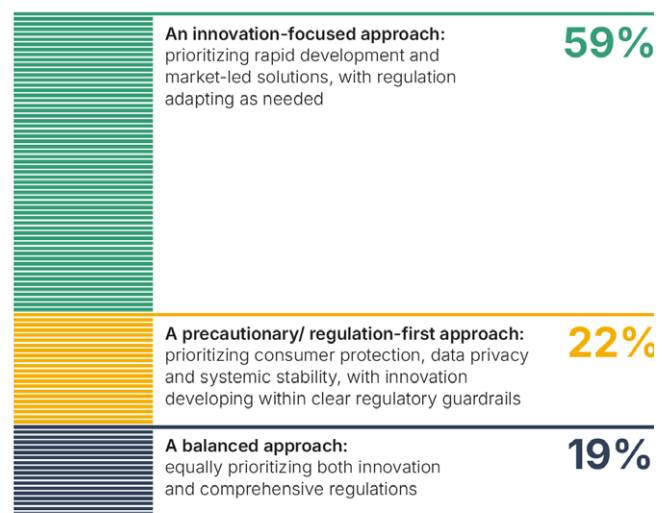 An innovation-focused approach:
59%
prioritizing rapid development and
market-led solutions, with regulation
adapting as needed
A precautionary/ regulation-first approach:
22%
prioritizing consumer protection, data privacy
and systemic stability, with innovation
developing within clear regulatory guardrails
A balanced approach:
19%
equally prioritizing both innovation
and comprehensive regulations